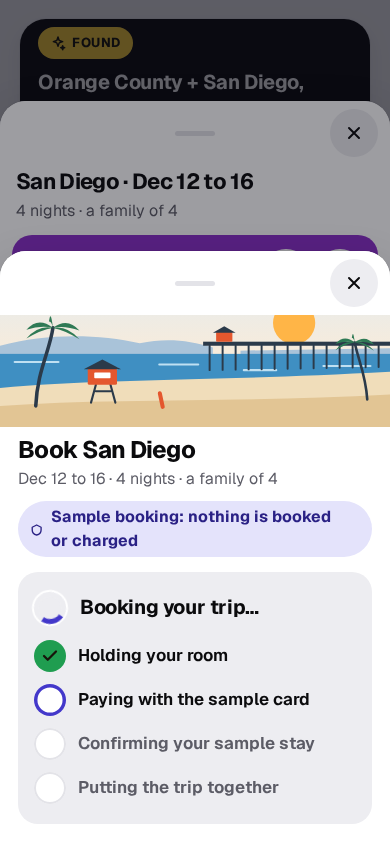 FOUND
Orange County + San Diego,
San Diego · Dec 12 to 16
4 nights · a family of 4
Book San Diego
Dec 12 to 16 · 4 nights · a family of 4
Sample booking: nothing is booked
or charged
Booking your trip...
Holding your room
Paying with the sample card
Confirming your sample stay
Putting the trip together